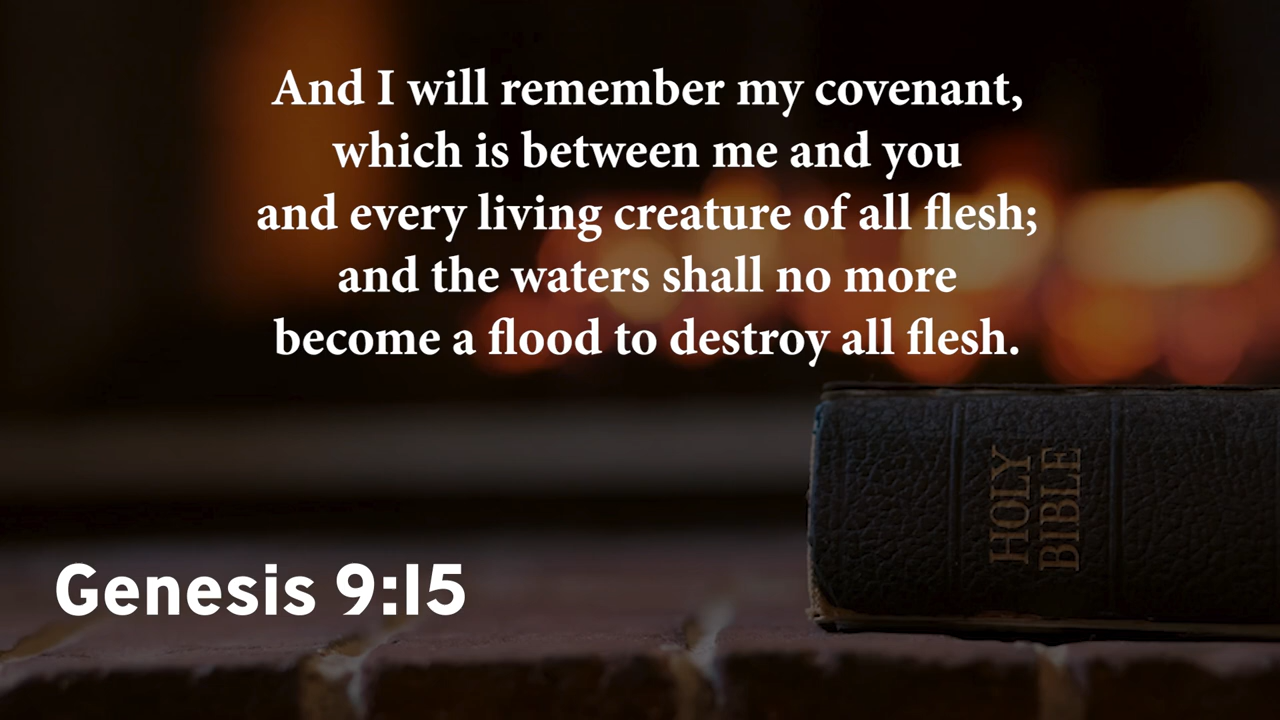 And I will remember my covenant,
which is between me and you
and every living creature of all flesh;
and the waters shall no more
become a flood to destroy all flesh.
HOLY
BIBLE
Genesis 9:15